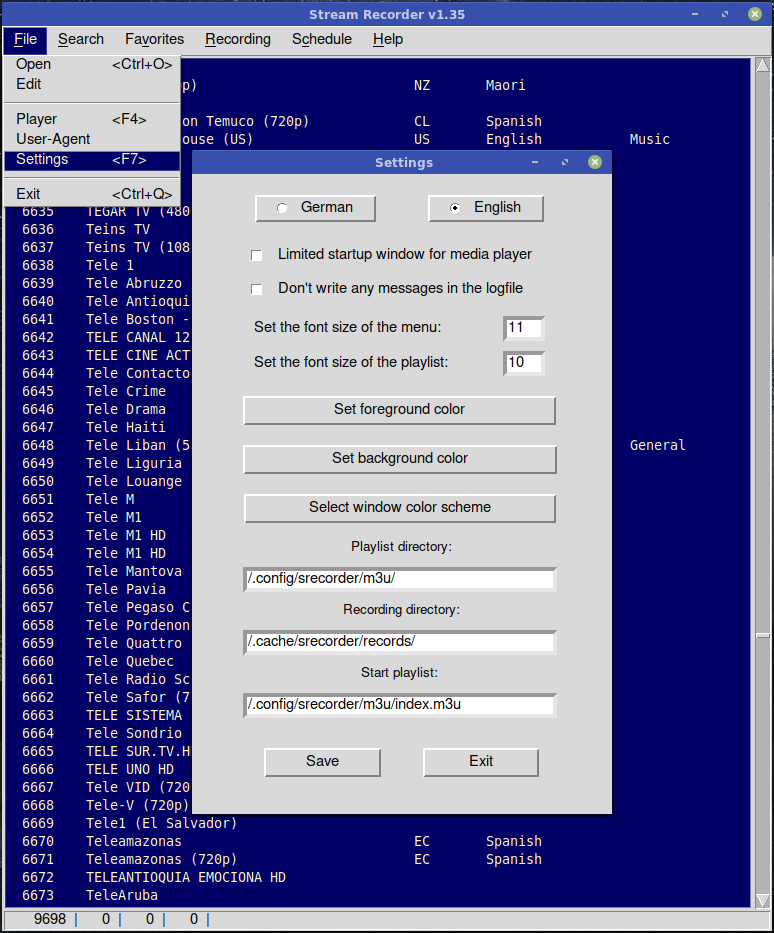 Stream Recorder v1.35
File Search Favorites Recording Schedule Help
Open <Ctrl+O>
Edit
Player <F4>
User-Agent
Settings <F7>
Exit <Ctrl+Q>
p) NZ Maori
on Temuco (720p) CL Spanish
ouse (US) US English Music
6635 TEGAR TV (480
6636 Teins TV
6637 Teins TV (108
6638 Tele 1
6639 Tele Abruzzo
6640 Tele Antioqui
6641 Tele Boston -
6642 TELE CANAL 12
6643 TELE CINE ACT
6644 Tele Contacto
6645 Tele Crime
6646 Tele Drama
6647 Tele Haiti
6648 Tele Liban (5 General
6649 Tele Liguria
6650 Tele Louange
6651 Tele M
6652 Tele M1
6653 Tele M1 HD
6654 Tele M1 HD
6655 Tele Mantova
6656 Tele Pavia
6657 Tele Pegaso C
6658 Tele Pordenon
6659 Tele Quattro
6660 Tele Quebec
6661 Tele Radio Sc
6662 Tele Safor (7
6663 TELE SISTEMA
6664 Tele Sondrio
6665 TELE SUR.TV.H
6666 TELE UNO HD
6667 Tele VID (720
6668 Tele-V (720p)
6669 Tele1 (El Salvador)
6670 Teleamazonas EC Spanish
6671 Teleamazonas (720p) EC Spanish
6672 TELEANTIOQUIA EMOCIONA HD
6673 TeleAruba
Settings
German English
Limited startup window for media player
Don't write any messages in the logfile
Set the font size of the menu: 11
Set the font size of the playlist: 10
Set foreground color
Set background color
Select window color scheme
Playlist directory:
/.config/srecorder/m3u/
Recording directory:
/.cache/srecorder/records/
Start playlist:
/.config/srecorder/m3u/index.m3u
Save Exit
9698 | 0 | 0 | 0 |